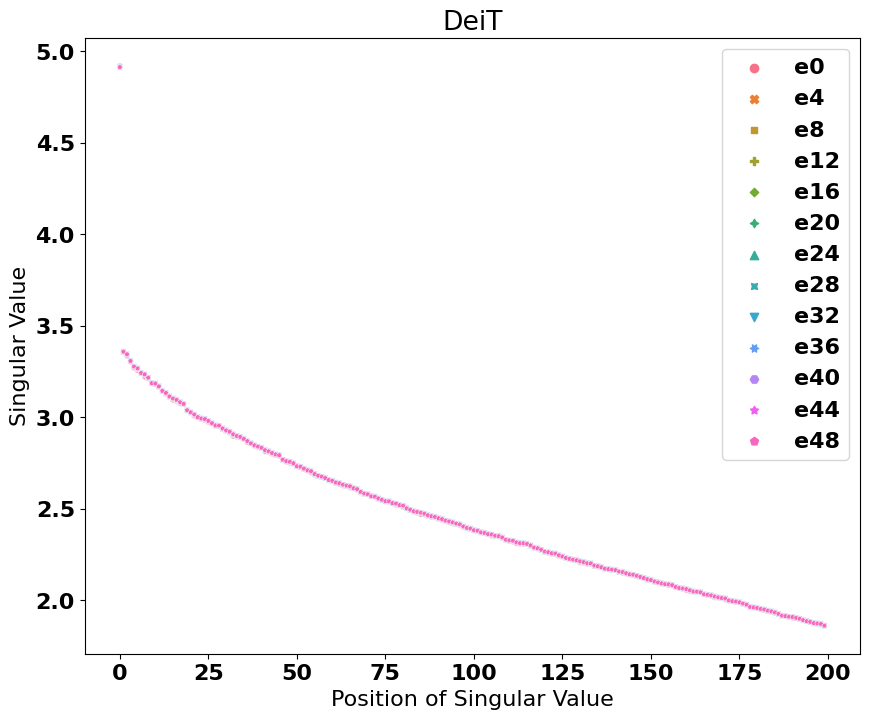 DeiT
5.0
4.5
4.0
3.5
3.0
2.5
2.0
Singular Value
e0
e4
e8
e12
e16
e20
e24
e28
e32
e36
e40
e44
e48
0 25 50 75 100 125 150 175 200
Position of Singular Value